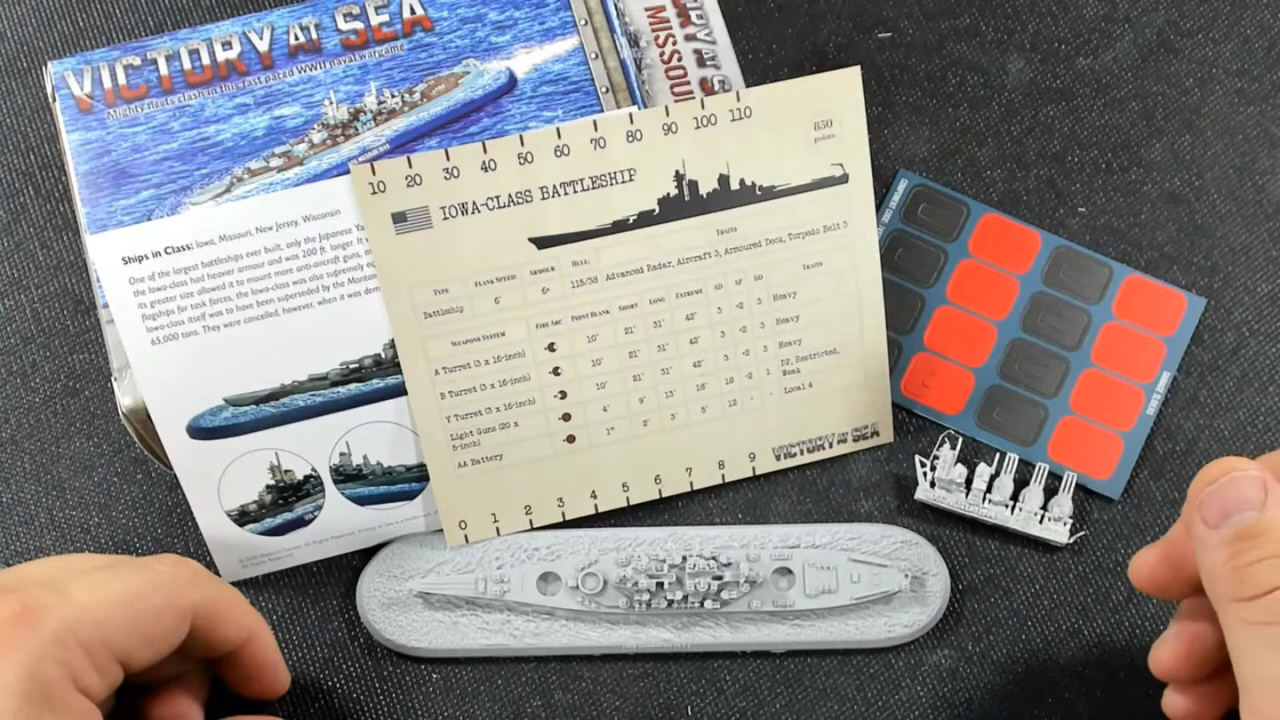 VICTORY AT SEA
Mighty fleets clash in this fast paced WWII naval wargame
MISSOURI
Ships in Class: Iowa, Missouri, New Jersey, Wisconsin
One of the largest battleships ever built, only the Japanese
the Iowa-class had heavier armour and was 200 ft. longer.
its greater size allowed it to mount more anti-aircraft guns,
flagships for task forces, the Iowa-class was also supremely
Iowa-class itself was to have been superseded by the
65,000 tons. They were cancelled, however, when it was
10 20 30 40 50 60 70 80 90 100 110
850
points
IOWA-CLASS BATTLESHIP
TYPE FLANK SPEED ARMOUR HULL TRAITS
Battleship 6" 6+ 115/38 Advanced Radar, Aircraft 3, Armoured Deck, Torpedo Belt 3
WEAPONS SYSTEM FIRE ARC POINT BLANK SHORT LONG EXTREME AD AP DD TRAITS
A Turret (3 x 16-inch) 10" 21" 31" 42" 3 +2 3 Heavy
B Turret (3 x 16-inch) 10" 21" 31" 42" 3 +2 3 Heavy
Y Turret (3 x 16-inch) 10" 21" 31" 42" 3 +2 3 Heavy
Light Guns (20 x 5-inch) 4" 9" 13" 18" 18 -2 1 DP, Restricted, Weak
AA Battery 1" 2" 3" 5" 12 - - Local 4
VICTORY AT SEA
0 1 2 3 4 5 6 7 8 9